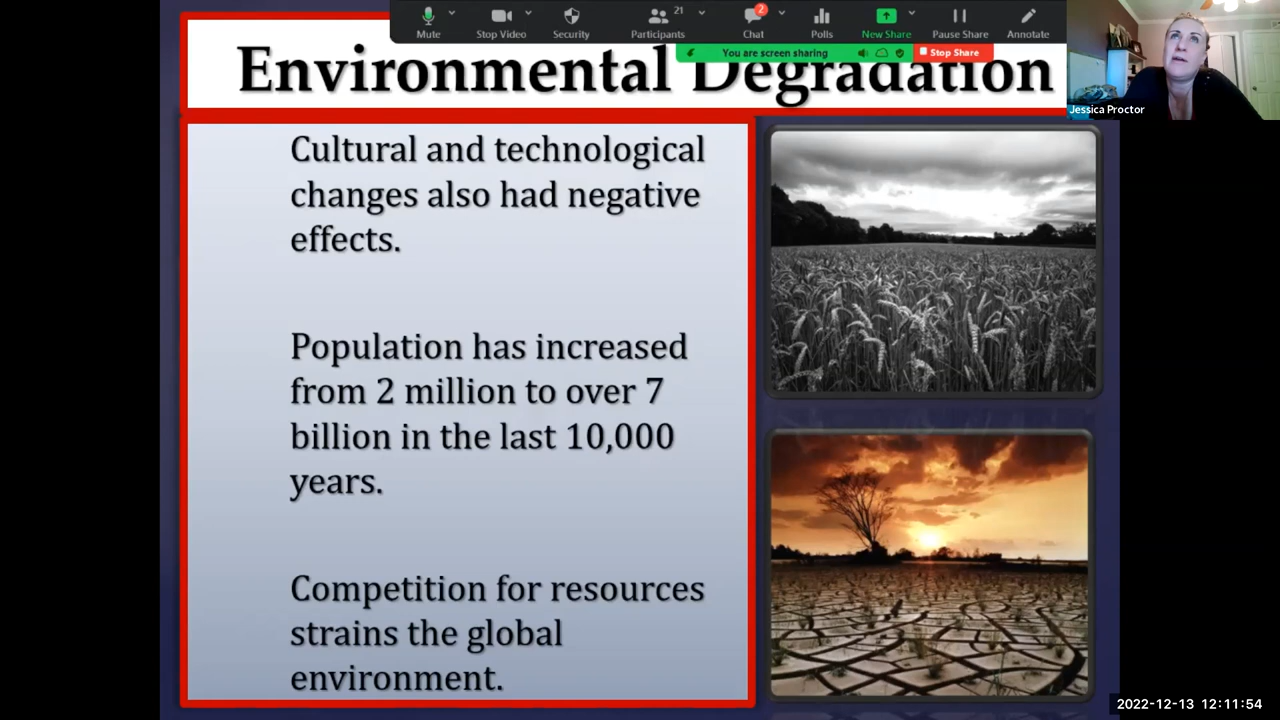 21
2
Mute
Stop Video
Security
Participants
Chat
Polls
New Share
Pause Share
Annotate
You are screen sharing
Stop Share
Environmental Degradation
Jessica Proctor
Cultural and technological
changes also had negative
effects.
Population has increased
from 2 million to over 7
billion in the last 10,000
years.
Competition for resources
strains the global
environment.
2022-12-13 12:11:54